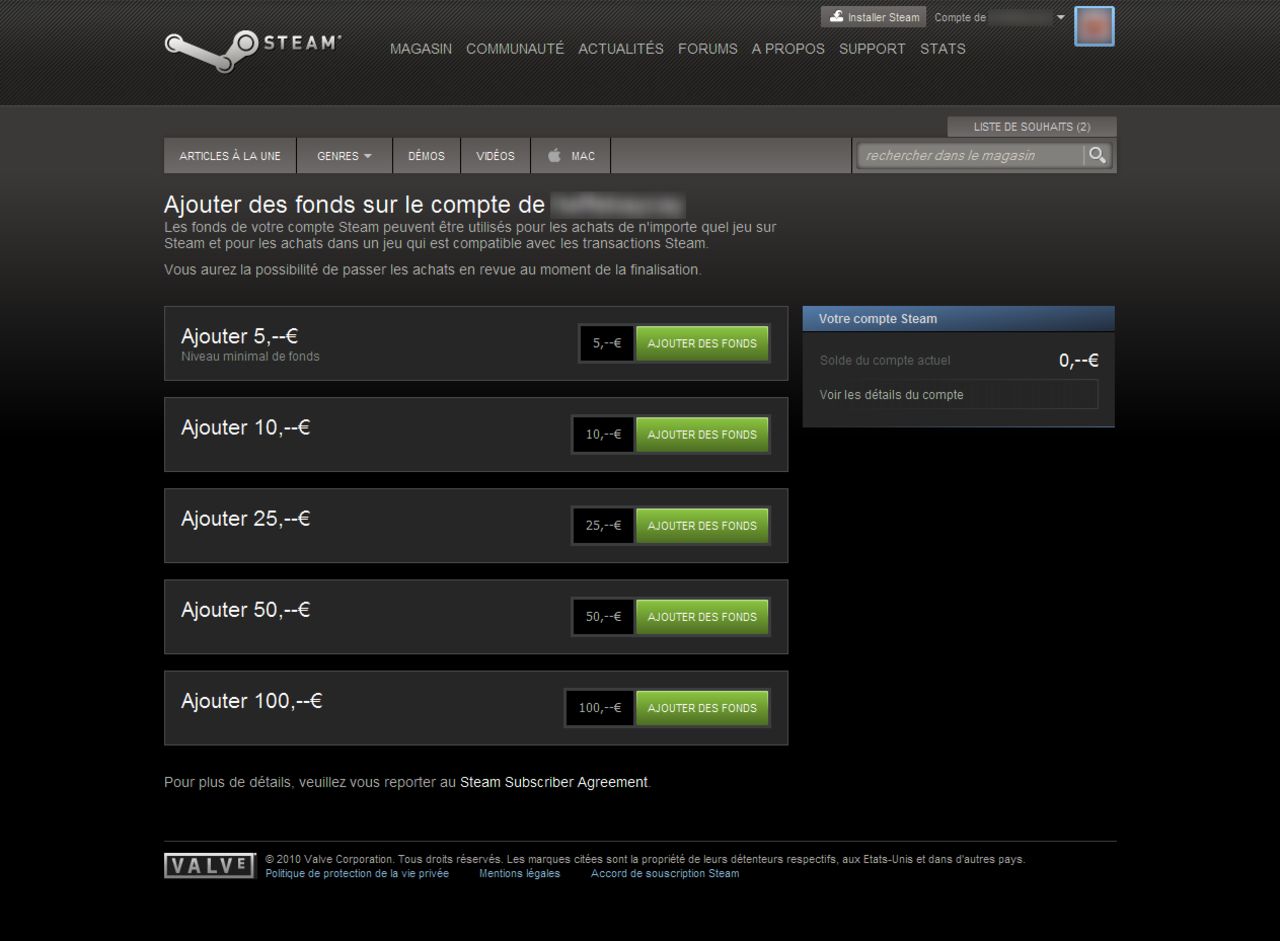 Installer Steam
Compte de
STEAM
MAGASIN COMMUNAUTÉ ACTUALITÉS FORUMS A PROPOS SUPPORT STATS
LISTE DE SOUHAITS (2)
ARTICLES À LA UNE GENRES DÉMOS VIDÉOS MAC
rechercher dans le magasin
Ajouter des fonds sur le compte de
Les fonds de votre compte Steam peuvent être utilisés pour les achats de n'importe quel jeu sur
Steam et pour les achats dans un jeu qui est compatible avec les transactions Steam.
Vous aurez la possibilité de passer les achats en revue au moment de la finalisation.
Ajouter 5,--€
Niveau minimal de fonds
5,--€ AJOUTER DES FONDS
Ajouter 10,--€
10,--€ AJOUTER DES FONDS
Ajouter 25,--€
25,--€ AJOUTER DES FONDS
Ajouter 50,--€
50,--€ AJOUTER DES FONDS
Ajouter 100,--€
100,--€ AJOUTER DES FONDS
Votre compte Steam
Solde du compte actuel 0,--€
Voir les détails du compte
Pour plus de détails, veuillez vous reporter au Steam Subscriber Agreement.
VALVE
© 2010 Valve Corporation. Tous droits réservés. Les marques citées sont la propriété de leurs détenteurs respectifs, aux Etats-Unis et dans d'autres pays.
Politique de protection de la vie privée Mentions légales Accord de souscription Steam